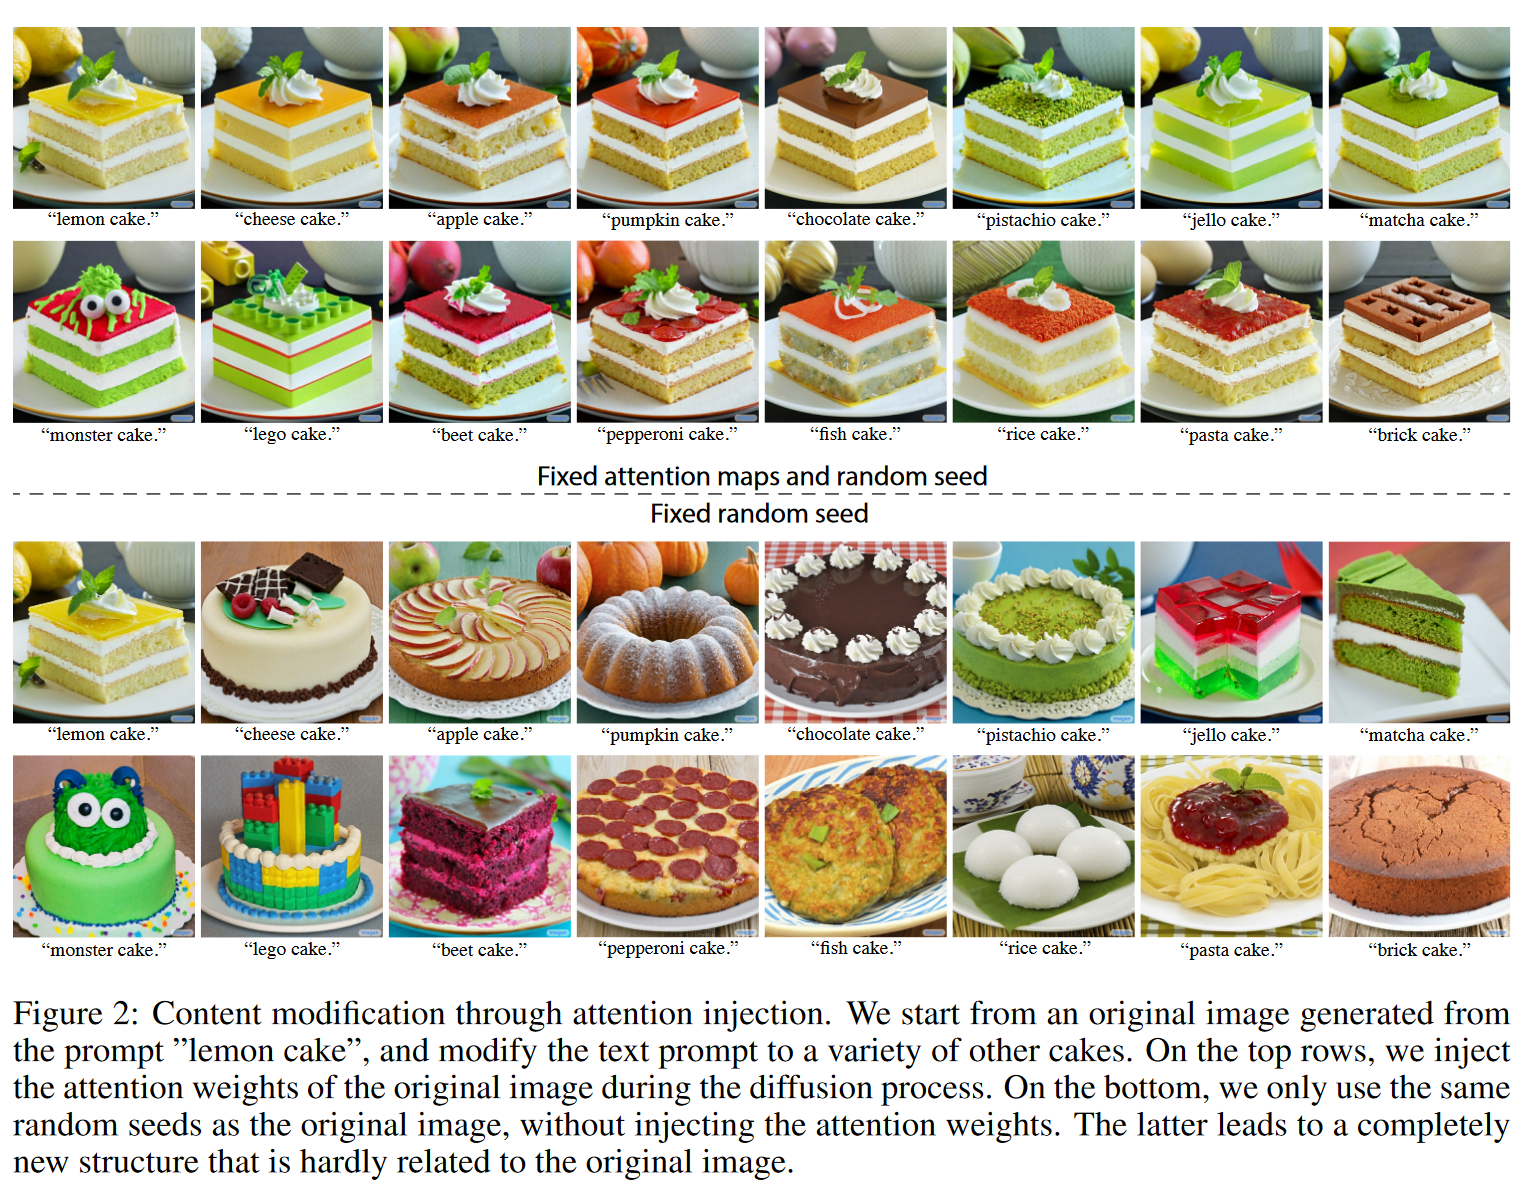 “lemon cake.” “cheese cake.” “apple cake.” “pumpkin cake.” “chocolate cake.” “pistachio cake.” “jello cake.” “matcha cake.”
“monster cake.” “lego cake.” “beet cake.” “pepperoni cake.” “fish cake.” “rice cake.” “pasta cake.” “brick cake.”
Fixed attention maps and random seed
Fixed random seed
“lemon cake.” “cheese cake.” “apple cake.” “pumpkin cake.” “chocolate cake.” “pistachio cake.” “jello cake.” “matcha cake.”
“monster cake.” “lego cake.” “beet cake.” “pepperoni cake.” “fish cake.” “rice cake.” “pasta cake.” “brick cake.”
Figure 2: Content modification through attention injection. We start from an original image generated from
the prompt ”lemon cake”, and modify the text prompt to a variety of other cakes. On the top rows, we inject
the attention weights of the original image during the diffusion process. On the bottom, we only use the same
random seeds as the original image, without injecting the attention weights. The latter leads to a completely
new structure that is hardly related to the original image.